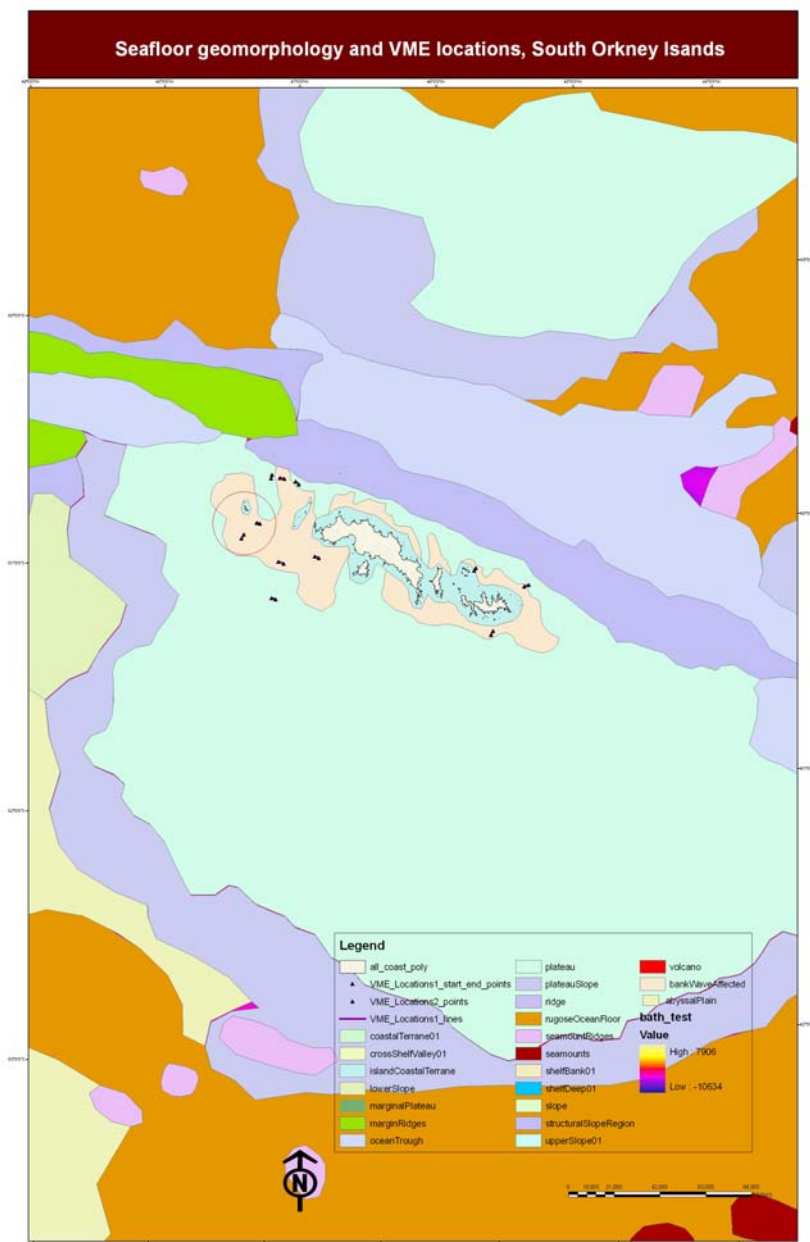 Seafloor geomorphology and VME locations, South Orkney Isands
Legend
all_coast_poly
VME_Locations1_start_end_points
VME_Locations2_points
VME_Locations1_lines
coastalTerrane01
crossShelfValley01
islandCoastalTerrane
lowerSlope
marginalPlateau
marginRidges
oceanTrough
plateau
plateauSlope
ridge
rugoseOceanFloor
seamountRidges
seamounts
shelfBank01
shelfDeep01
slope
structuralSlopeRegion
upperSlope01
volcano
bankWaveAffected
abyssalPlain
bath_test
Value
High : 7906
Low : -10634
N